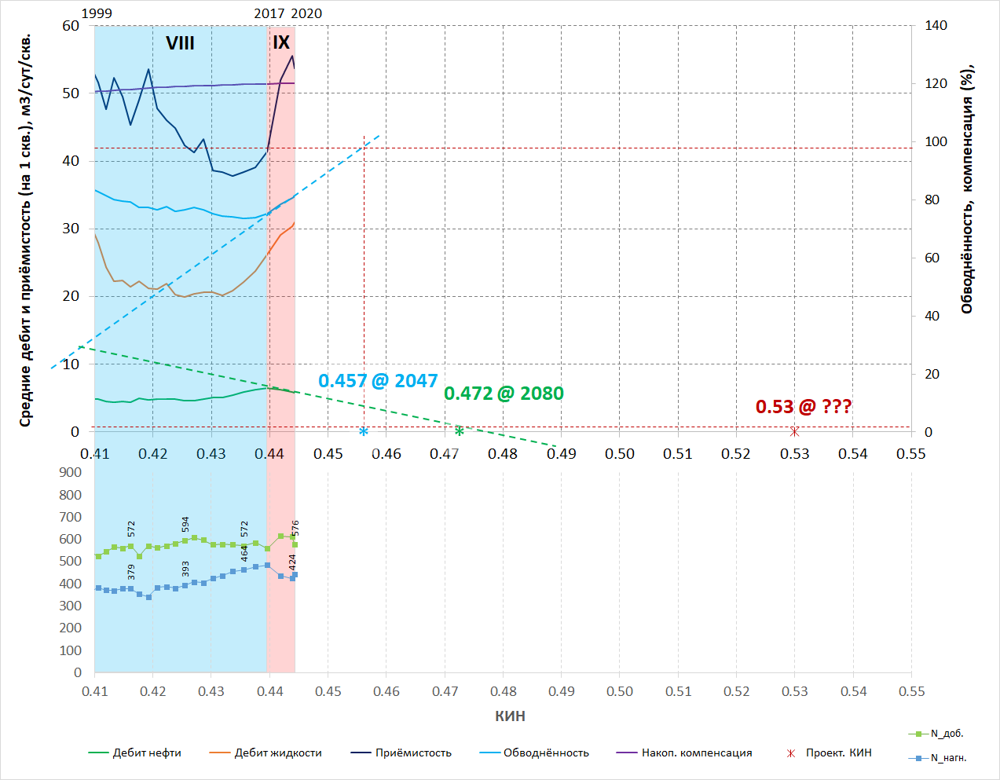 1999
2017
2020
VIII
IX
Средние дебит и приёмистость (на 1 скв.), м3/сут/скв.
60
50
40
30
20
10
0
140
120
100
80
60
40
20
0
Обводнённость, компенсация (%),
0.457 @ 2047
0.472 @ 2080
0.53 @ ???
0.41 0.42 0.43 0.44 0.45 0.46 0.47 0.48 0.49 0.50 0.51 0.52 0.53 0.54 0.55
900
800
700
600
500
400
300
200
100
0
572 594 572 576
379 393 464 424
0.41 0.42 0.43 0.44 0.45 0.46 0.47 0.48 0.49 0.50 0.51 0.52 0.53 0.54 0.55
КИН
Дебит нефти
Дебит жидкости
Приёмистость
Обводнённость
Накоп. компенсация
Проект. КИН
N_доб.
N_нагн.